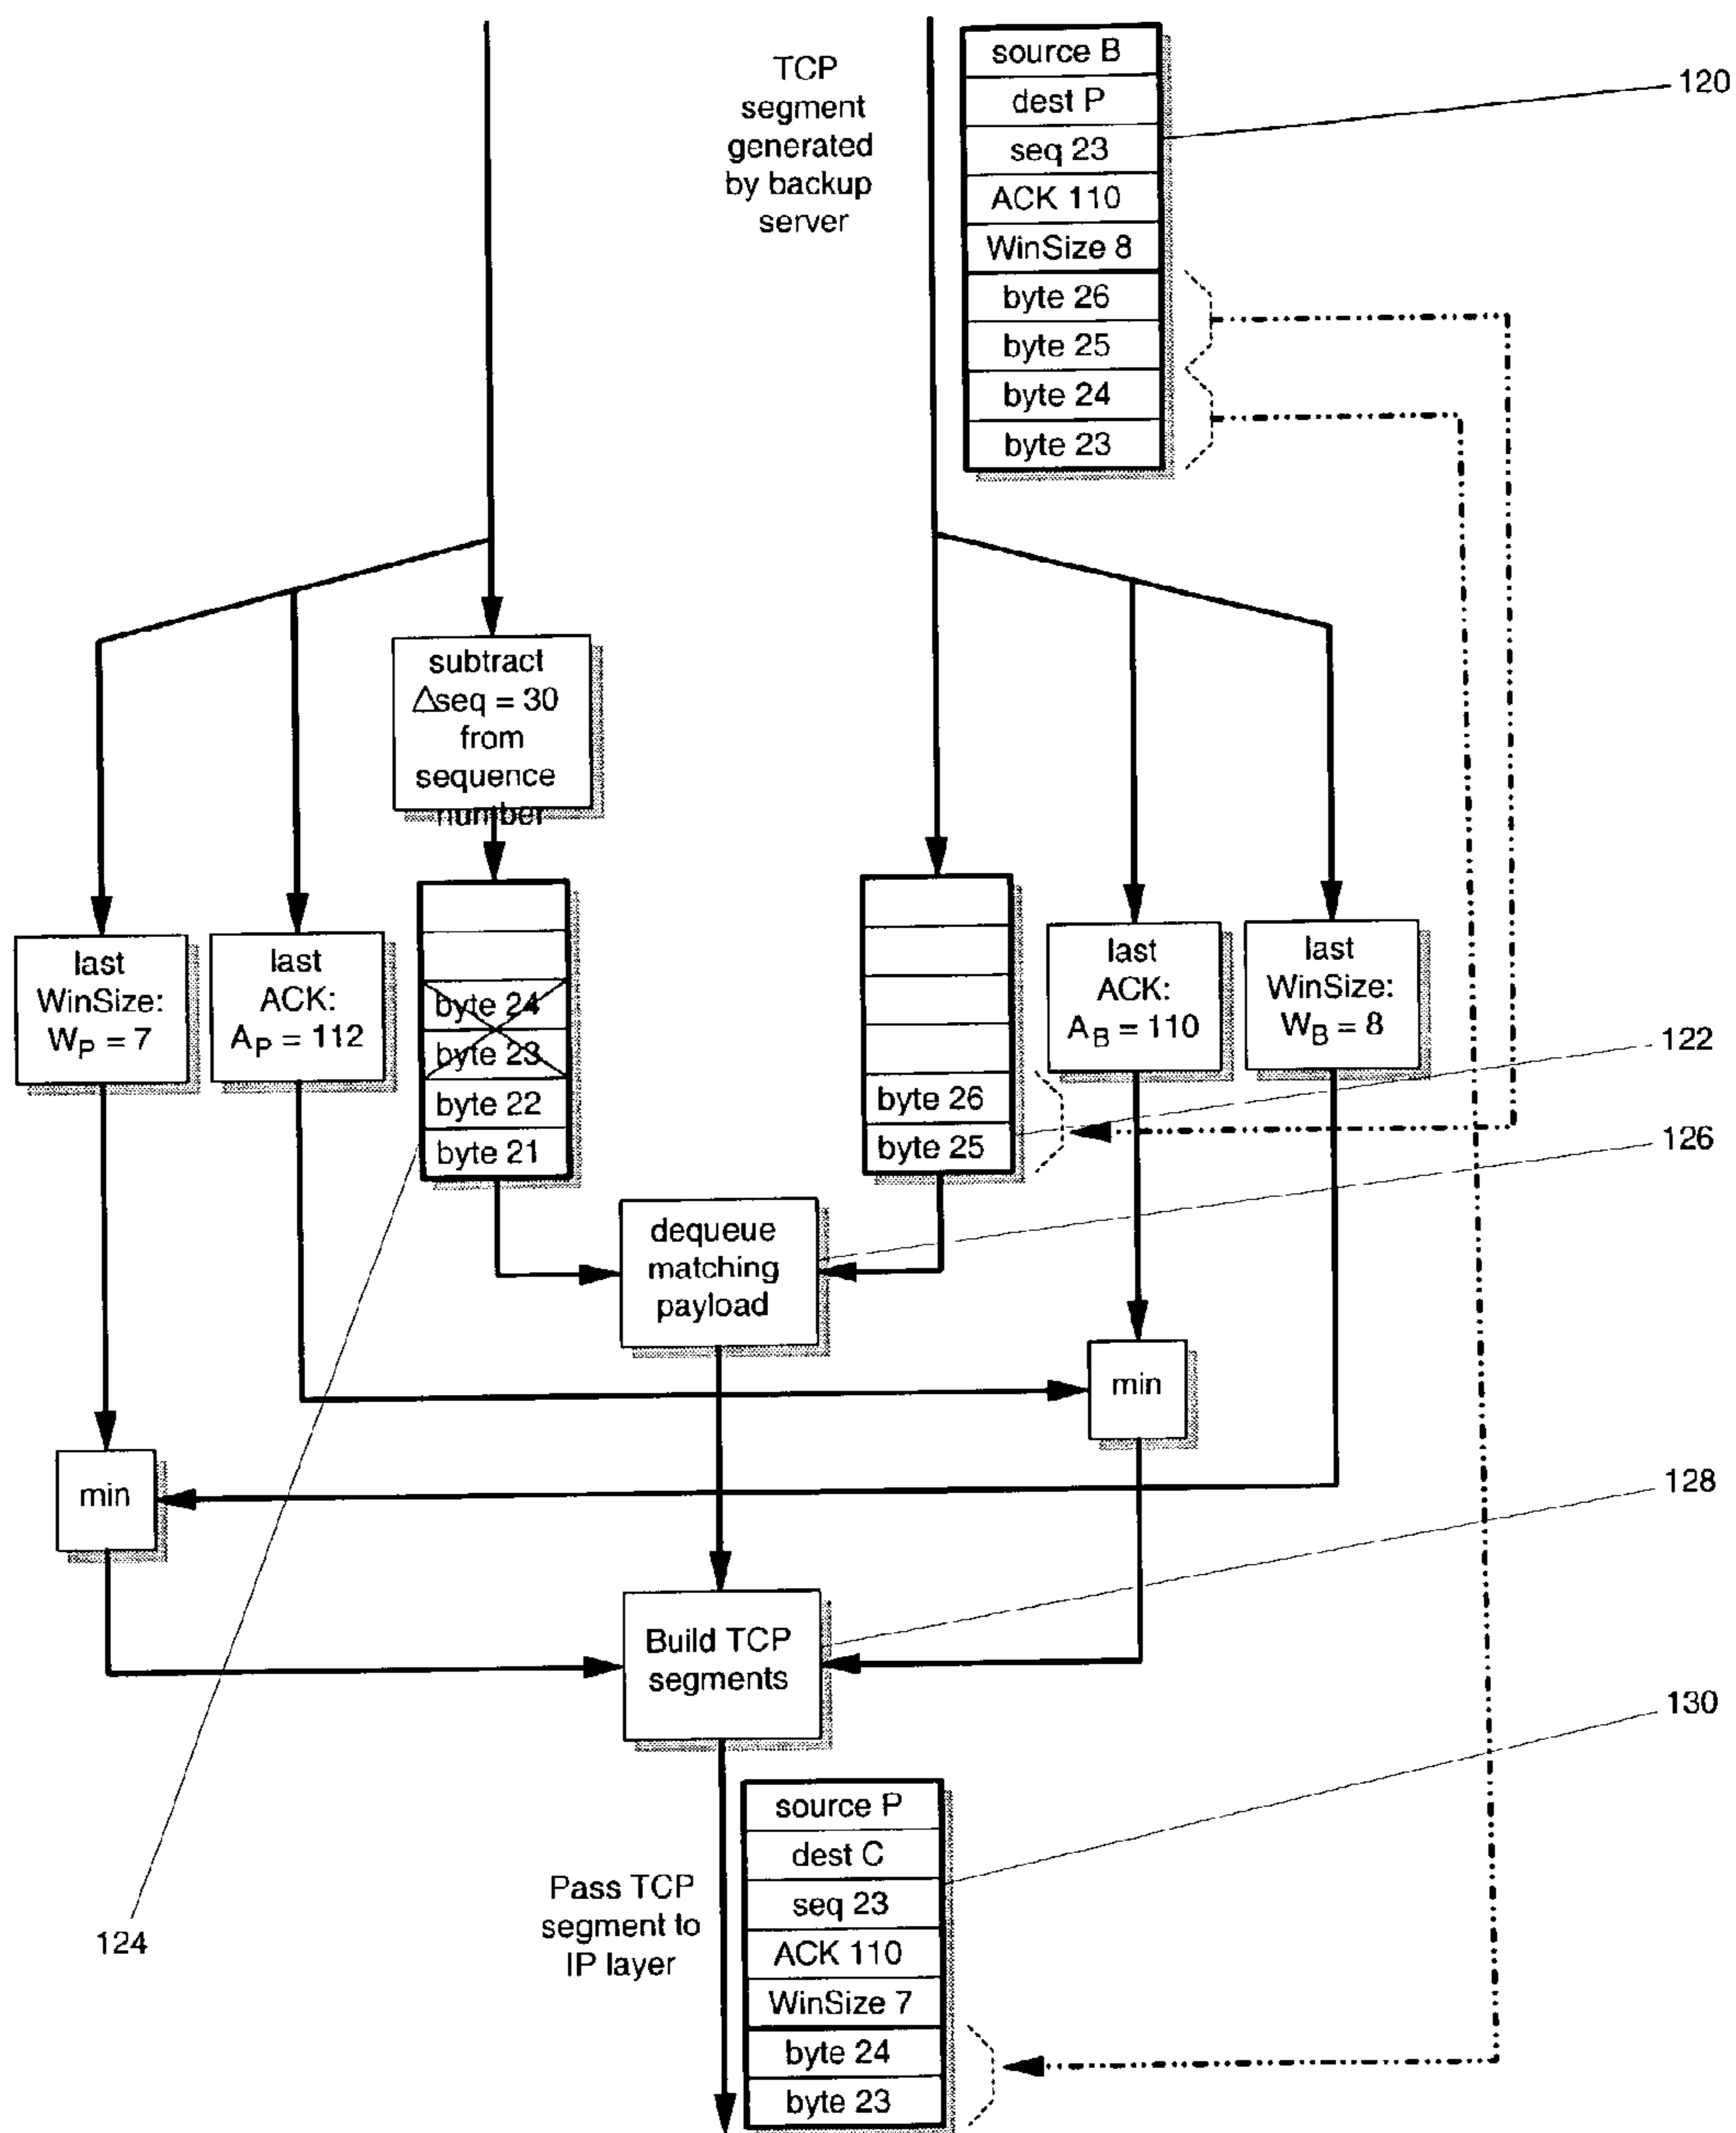 TCP
segment
generated
by backup
server
source B
dest P
seq 23
ACK 110
WinSize 8
byte 26
byte 25
byte 24
byte 23
120
subtract
Δseq = 30
from
sequence
number
last
WinSize:
WP = 7
last
ACK:
AP = 112
byte 24
byte 23
byte 22
byte 21
byte 26
byte 25
last
ACK:
AB = 110
last
WinSize:
WB = 8
122
126
dequeue
matching
payload
min
min
128
Build TCP
segments
130
124
Pass TCP
segment to
IP layer
source P
dest C
seq 23
ACK 110
WinSize 7
byte 24
byte 23